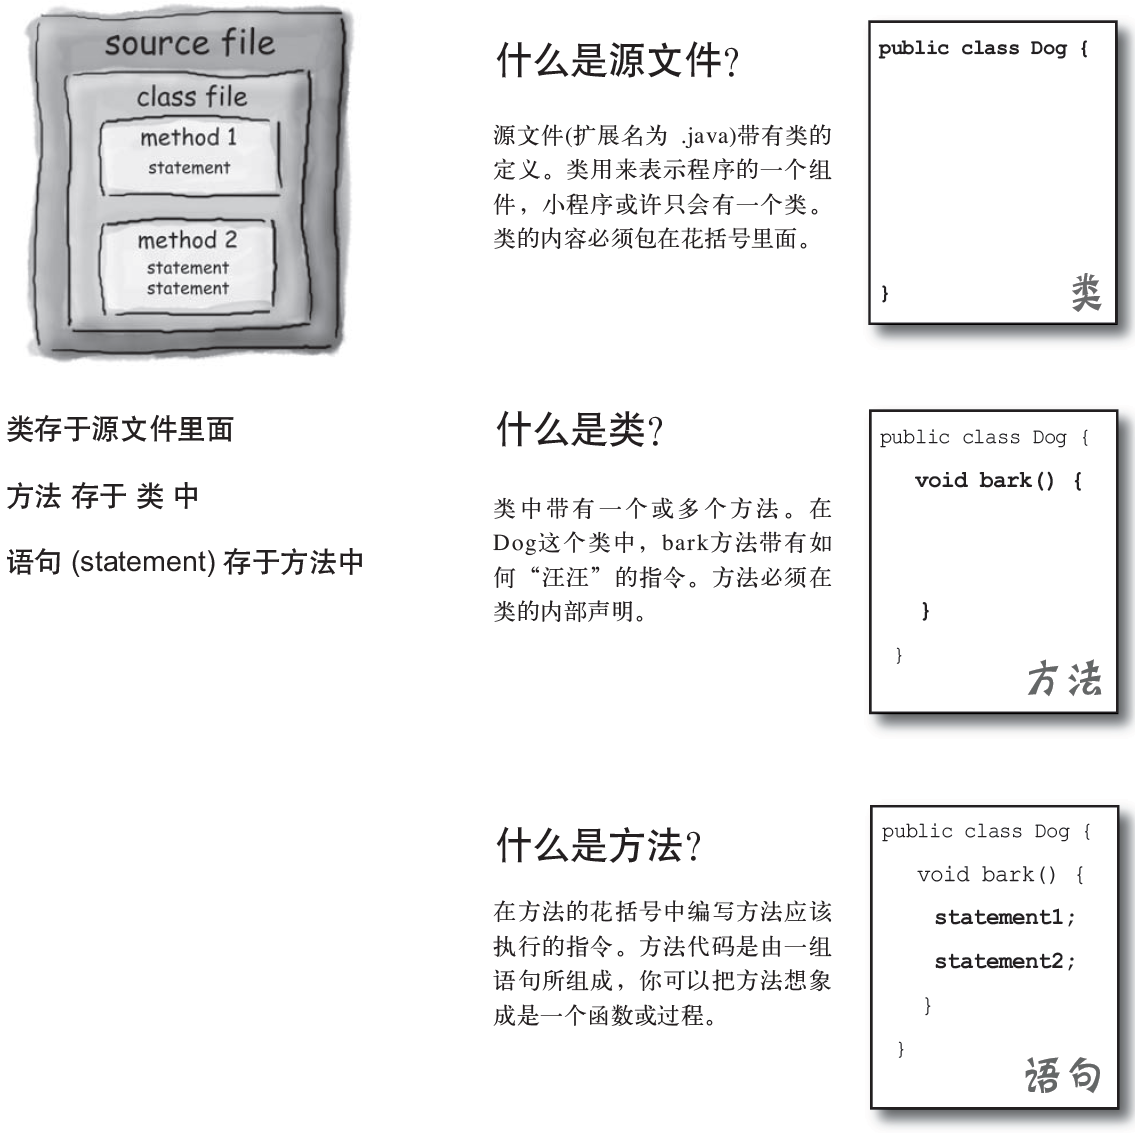 source file
class file
method 1
statement
method 2
statement
statement
类存于源文件里面
方法 存于 类 中
语句 (statement) 存于方法中
什么是源文件?
源文件(扩展名为 .java)带有类的
定义。类用来表示程序的一个组
件，小程序或许只会有一个类。
类的内容必须包在花括号里面。
public class Dog {
}
类
什么是类?
类中带有一个或多个方法。在
Dog这个类中，bark方法带有如
何“汪汪”的指令。方法必须在
类的内部声明。
public class Dog {
void bark() {
}
}
方法
什么是方法?
在方法的花括号中编写方法应该
执行的指令。方法代码是由一组
语句所组成，你可以把方法想象
成是一个函数或过程。
public class Dog {
void bark() {
statement1;
statement2;
}
}
语句